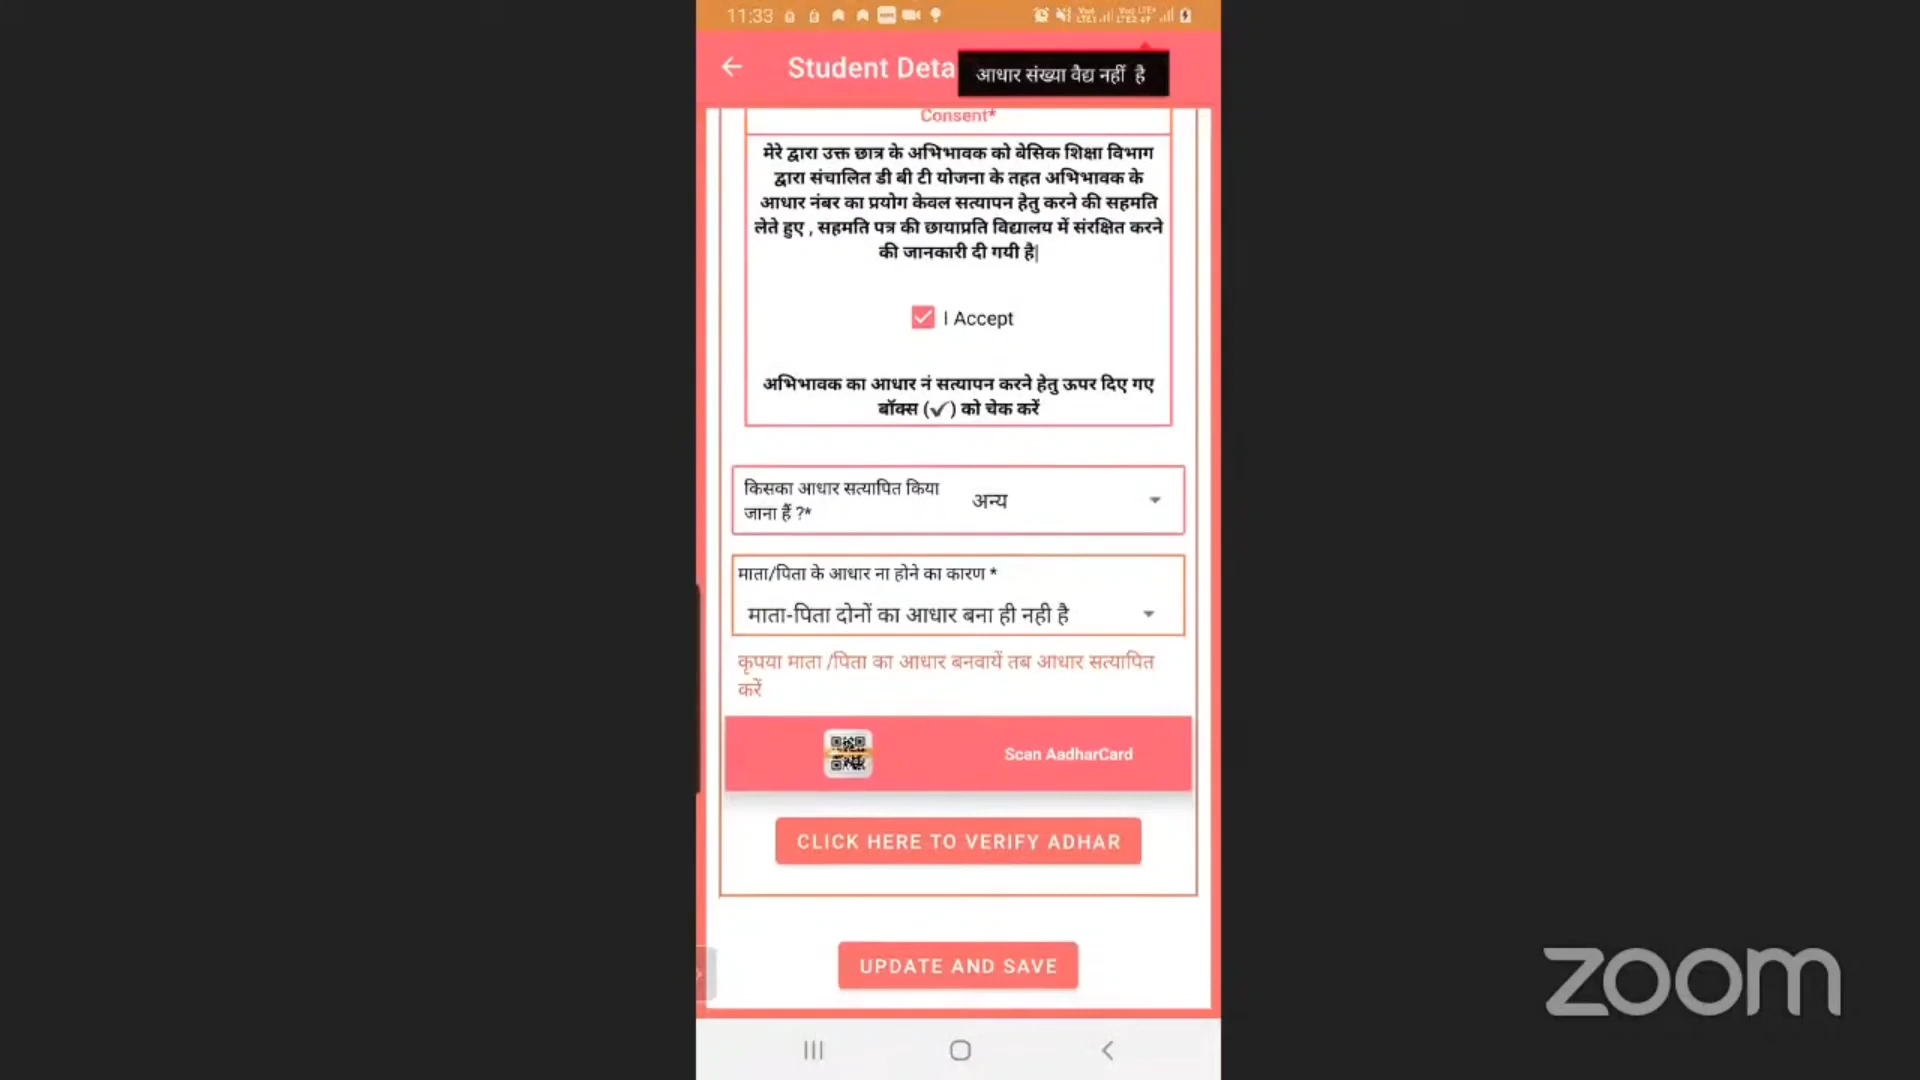 11:33
Student Deta
आधार संख्या वैद्य नहीं है
Consent*
मेरे द्वारा उक्त छात्र के अभिभावक को बेसिक शिक्षा विभाग
द्वारा संचालित डी बी टी योजना के तहत अभिभावक के
आधार नंबर का प्रयोग केवल सत्यापन हेतु करने की सहमति
लेते हुए , सहमति पत्र की छायाप्रति विद्यालय में संरक्षित करने
की जानकारी दी गयी है|
I Accept
अभिभावक का आधार नं सत्यापन करने हेतु ऊपर दिए गए
बॉक्स (✓) को चेक करें
किसका आधार सत्यापित किया
जाना हैं ?*
अन्य
माता/पिता के आधार ना होने का कारण *
माता-पिता दोनों का आधार बना ही नही है
कृपया माता /पिता का आधार बनवायें तब आधार सत्यापित
करें
Scan AadharCard
CLICK HERE TO VERIFY ADHAR
UPDATE AND SAVE
zoom